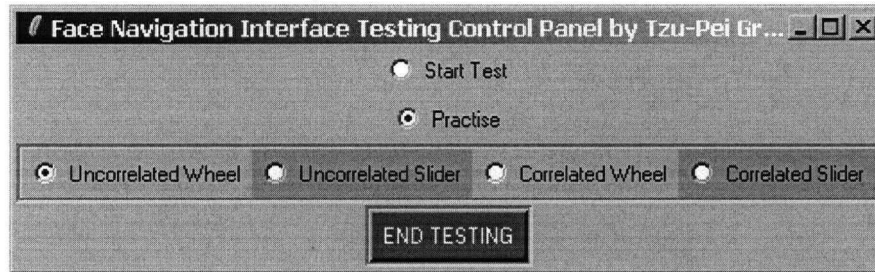 Face Navigation Interface Testing Control Panel by Tzu-Pei Gr...
Start Test
Practise
Uncorrelated Wheel Uncorrelated Slider Correlated Wheel Correlated Slider
END TESTING